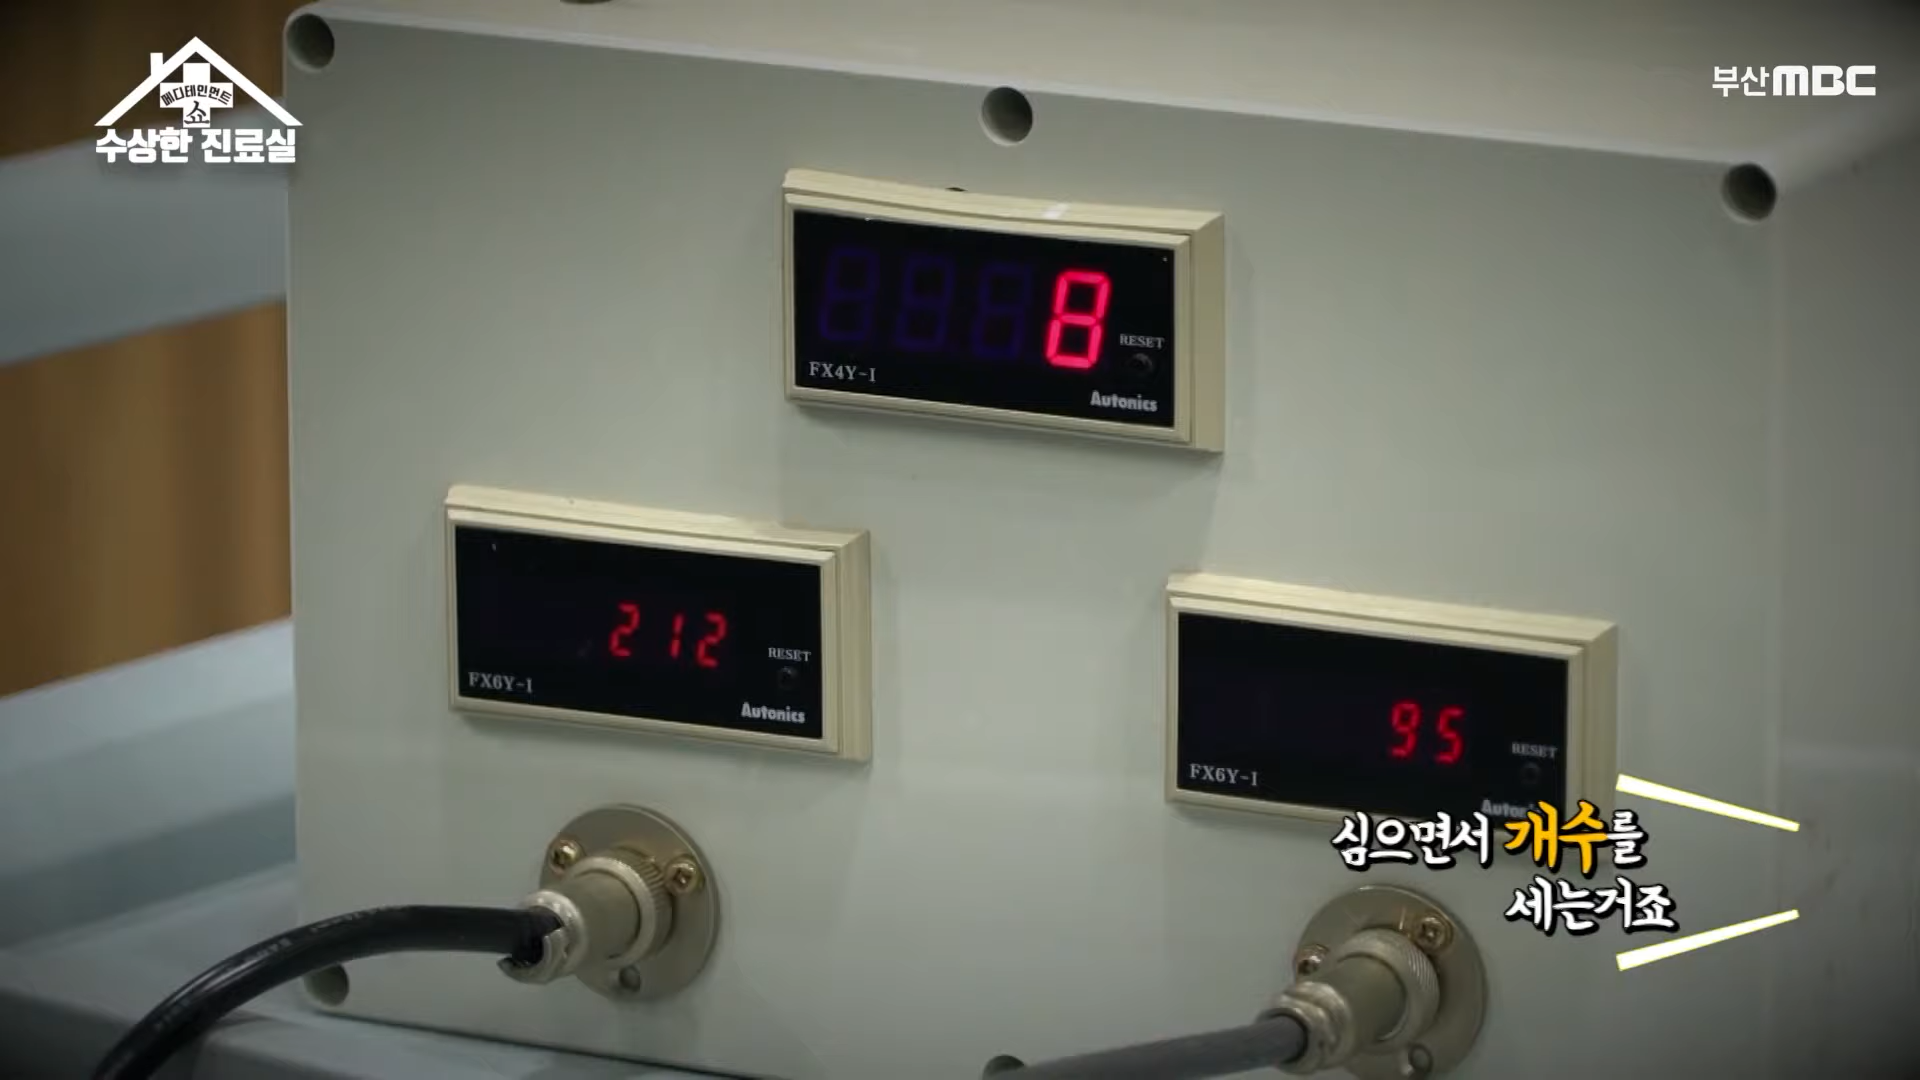 메디테인먼트
쇼
수상한 진료실
부산MBC
8
RESET
FX4Y-I
Autonics
212
RESET
FX6Y-I
Autonics
95
RESET
FX6Y-I
심으면서 개수를
세는거죠